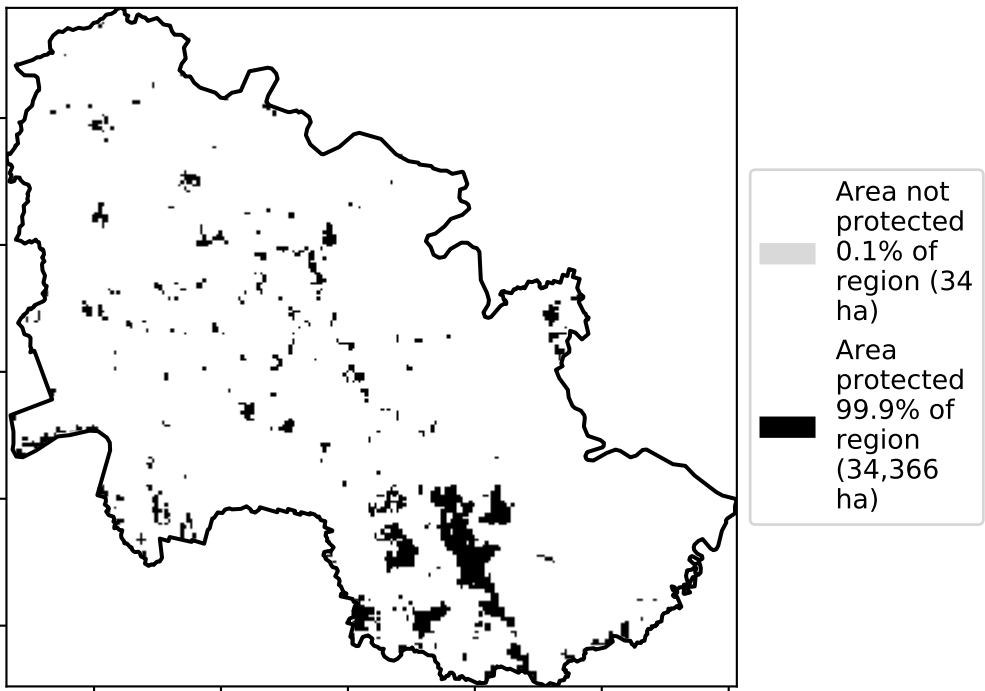 Area not
protected
0.1% of
region (34
ha)
Area
protected
99.9% of
region
(34,366
ha)